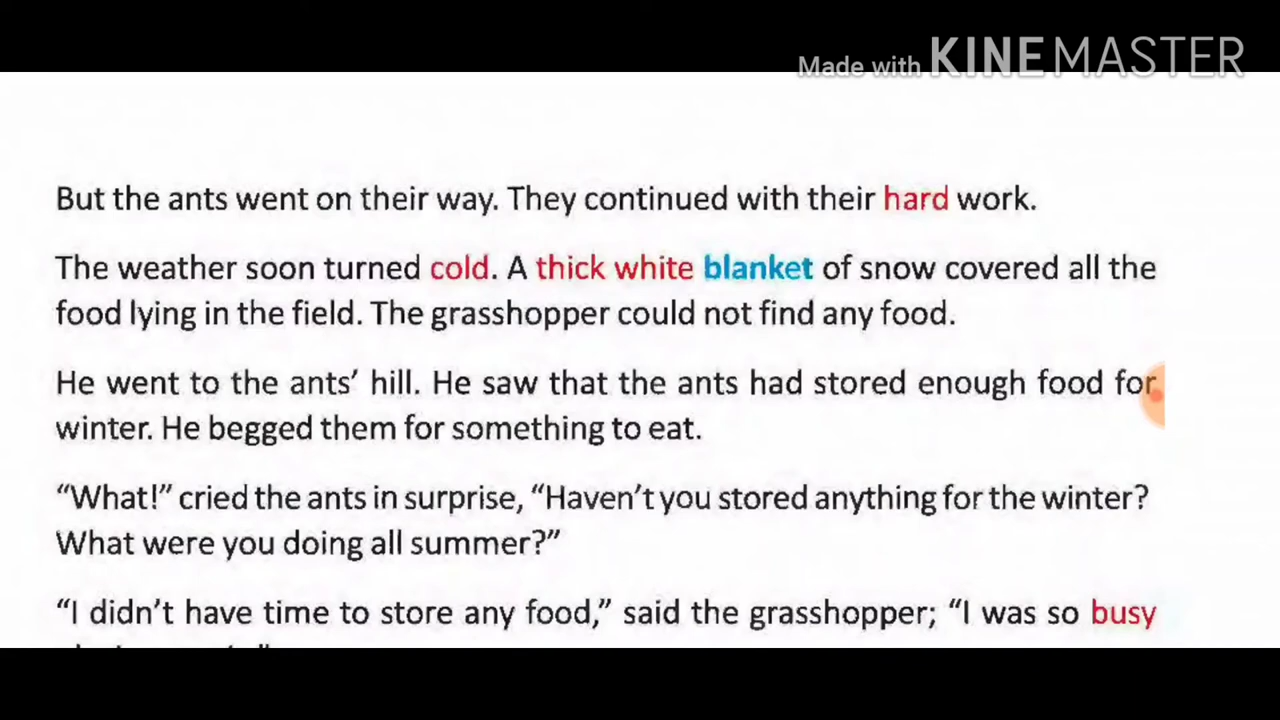 Made with KINEMASTER
But the ants went on their way. They continued with their hard work.
The weather soon turned cold. A thick white blanket of snow covered all the
food lying in the field. The grasshopper could not find any food.
He went to the ants’ hill. He saw that the ants had stored enough food for
winter. He begged them for something to eat.
“What!” cried the ants in surprise, “Haven’t you stored anything for the winter?
What were you doing all summer?”
“I didn’t have time to store any food,” said the grasshopper; “I was so busy